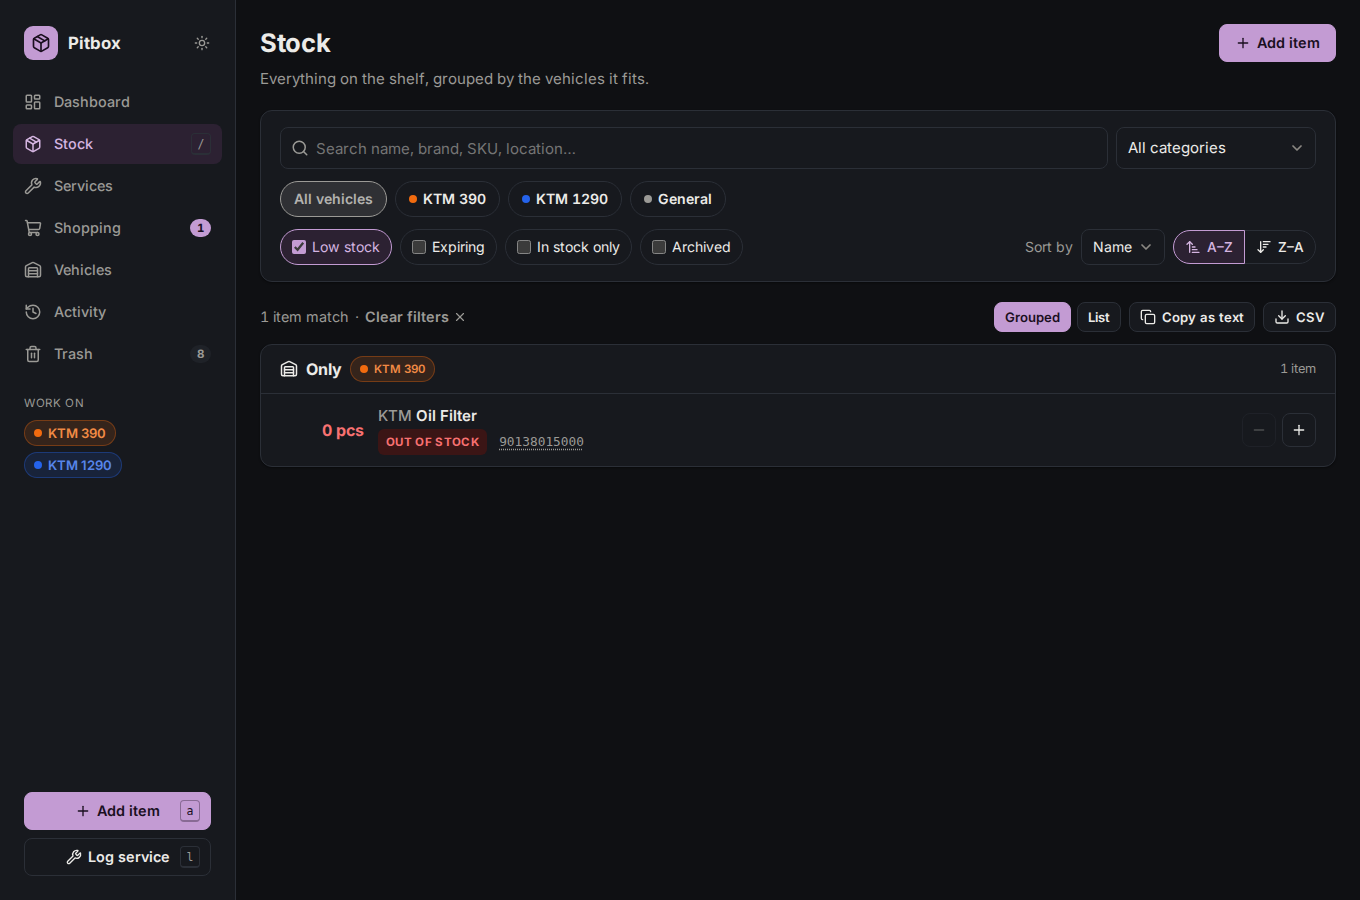 Pitbox
Dashboard
Stock /
Services
Shopping 1
Vehicles
Activity
Trash 8
WORK ON
KTM 390
KTM 1290
Add item a
Log service l
Stock
Add item
Everything on the shelf, grouped by the vehicles it fits.
Search name, brand, SKU, location...
All categories
All vehicles KTM 390 KTM 1290 General
Low stock Expiring In stock only Archived Sort by Name A–Z Z–A
1 item match · Clear filters
Grouped List Copy as text CSV
Only KTM 390 1 item
KTM Oil Filter
0 pcs
OUT OF STOCK 90138015000